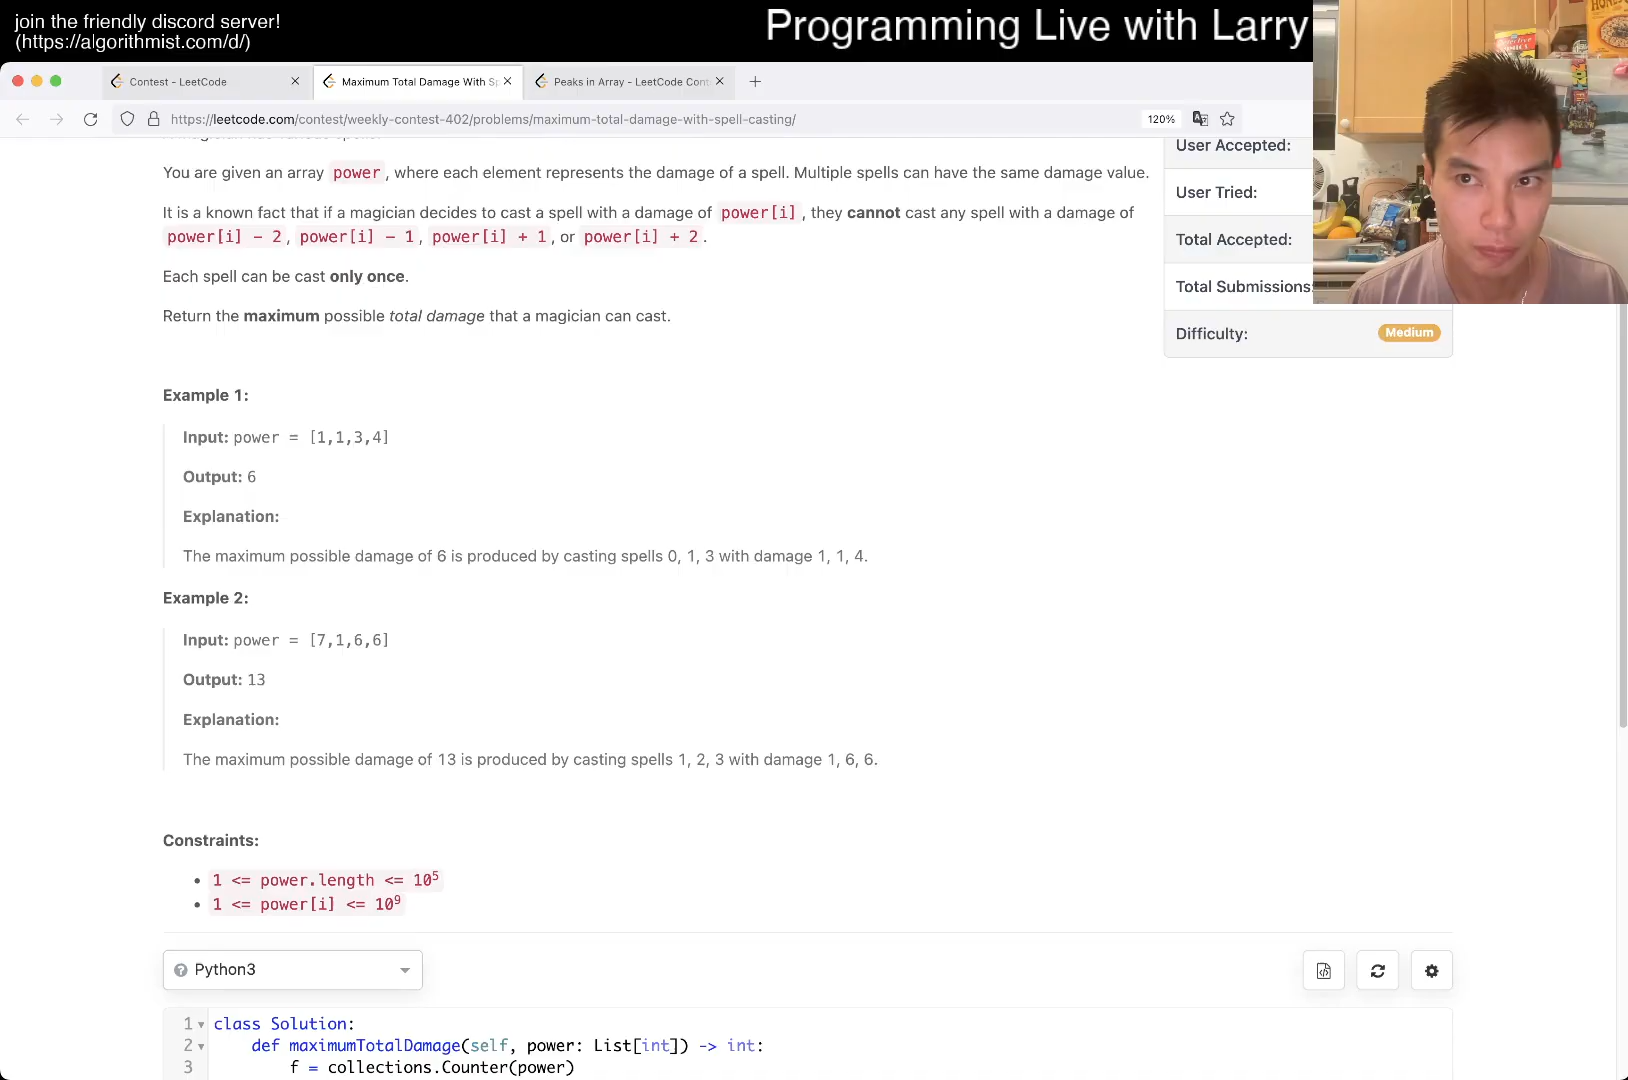 join the friendly discord server!
(https://algorithmist.com/d/)
Programming Live with Larry
Contest - LeetCode
Maximum Total Damage With Sp
Peaks in Array - LeetCode Cont
https://leetcode.com/contest/weekly-contest-402/problems/maximum-total-damage-with-spell-casting/
120%
You are given an array power, where each element represents the damage of a spell. Multiple spells can have the same damage value.
It is a known fact that if a magician decides to cast a spell with a damage of power[i], they cannot cast any spell with a damage of
power[i] - 2, power[i] - 1, power[i] + 1, or power[i] + 2.
Each spell can be cast only once.
Return the maximum possible total damage that a magician can cast.
User Accepted:
User Tried:
Total Accepted:
Total Submissions:
Difficulty:
Medium
Example 1:
Input: power = [1,1,3,4]
Output: 6
Explanation:
The maximum possible damage of 6 is produced by casting spells 0, 1, 3 with damage 1, 1, 4.
Example 2:
Input: power = [7,1,6,6]
Output: 13
Explanation:
The maximum possible damage of 13 is produced by casting spells 1, 2, 3 with damage 1, 6, 6.
Constraints:
• 1 <= power.length <= 10⁵
• 1 <= power[i] <= 10⁹
Python3
1 class Solution:
2 def maximumTotalDamage(self, power: List[int]) -> int:
3 f = collections.Counter(power)